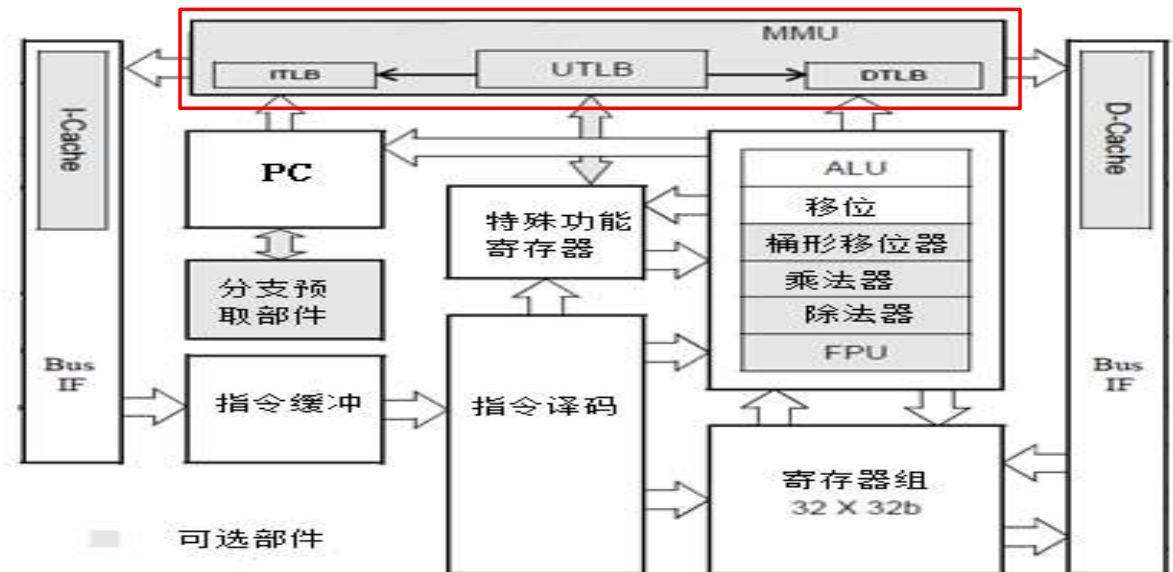 MMU
ITLB
UTLB
DTLB
I-Cache
D-Cache
PC
ALU
移位
桶形移位器
乘法器
除法器
FPU
特殊功能
寄存器
分支预
取部件
Bus
IF
指令缓冲
指令译码
Bus
IF
寄存器组
32 X 32b
可选部件